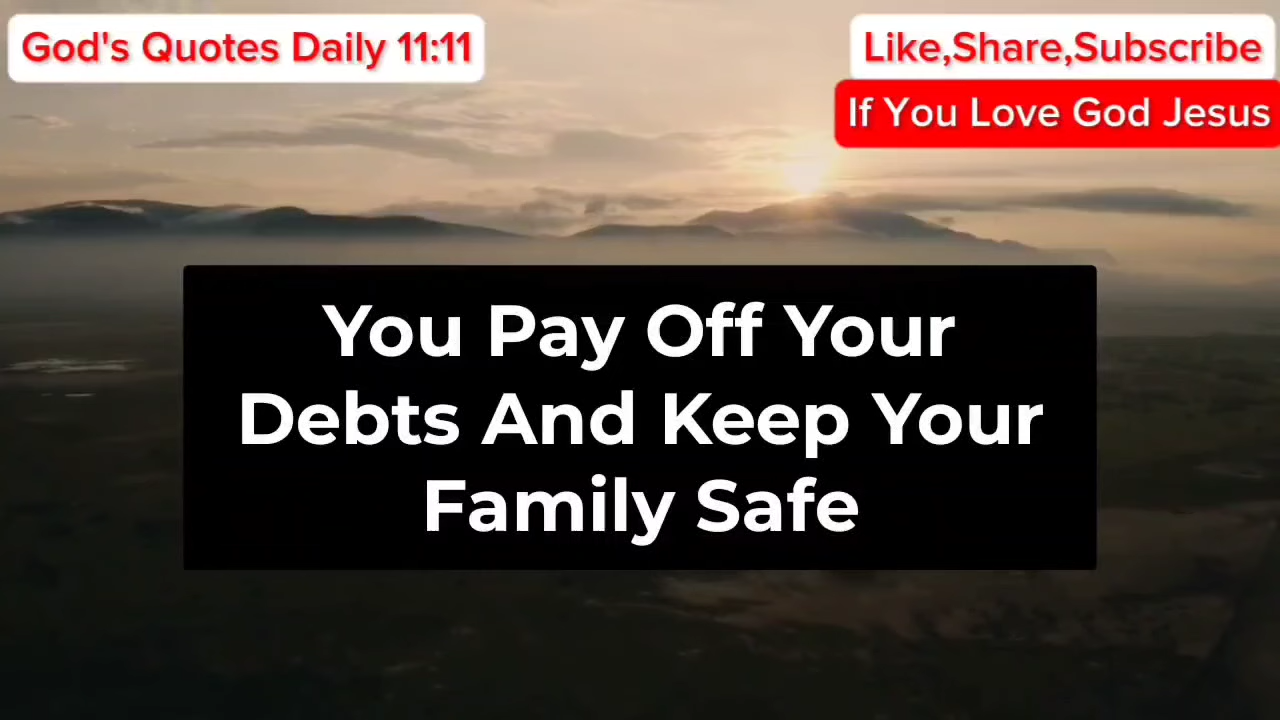 God's Quotes Daily 11:11
Like,Share,Subscribe
If You Love God Jesus
You Pay Off Your
Debts And Keep Your
Family Safe